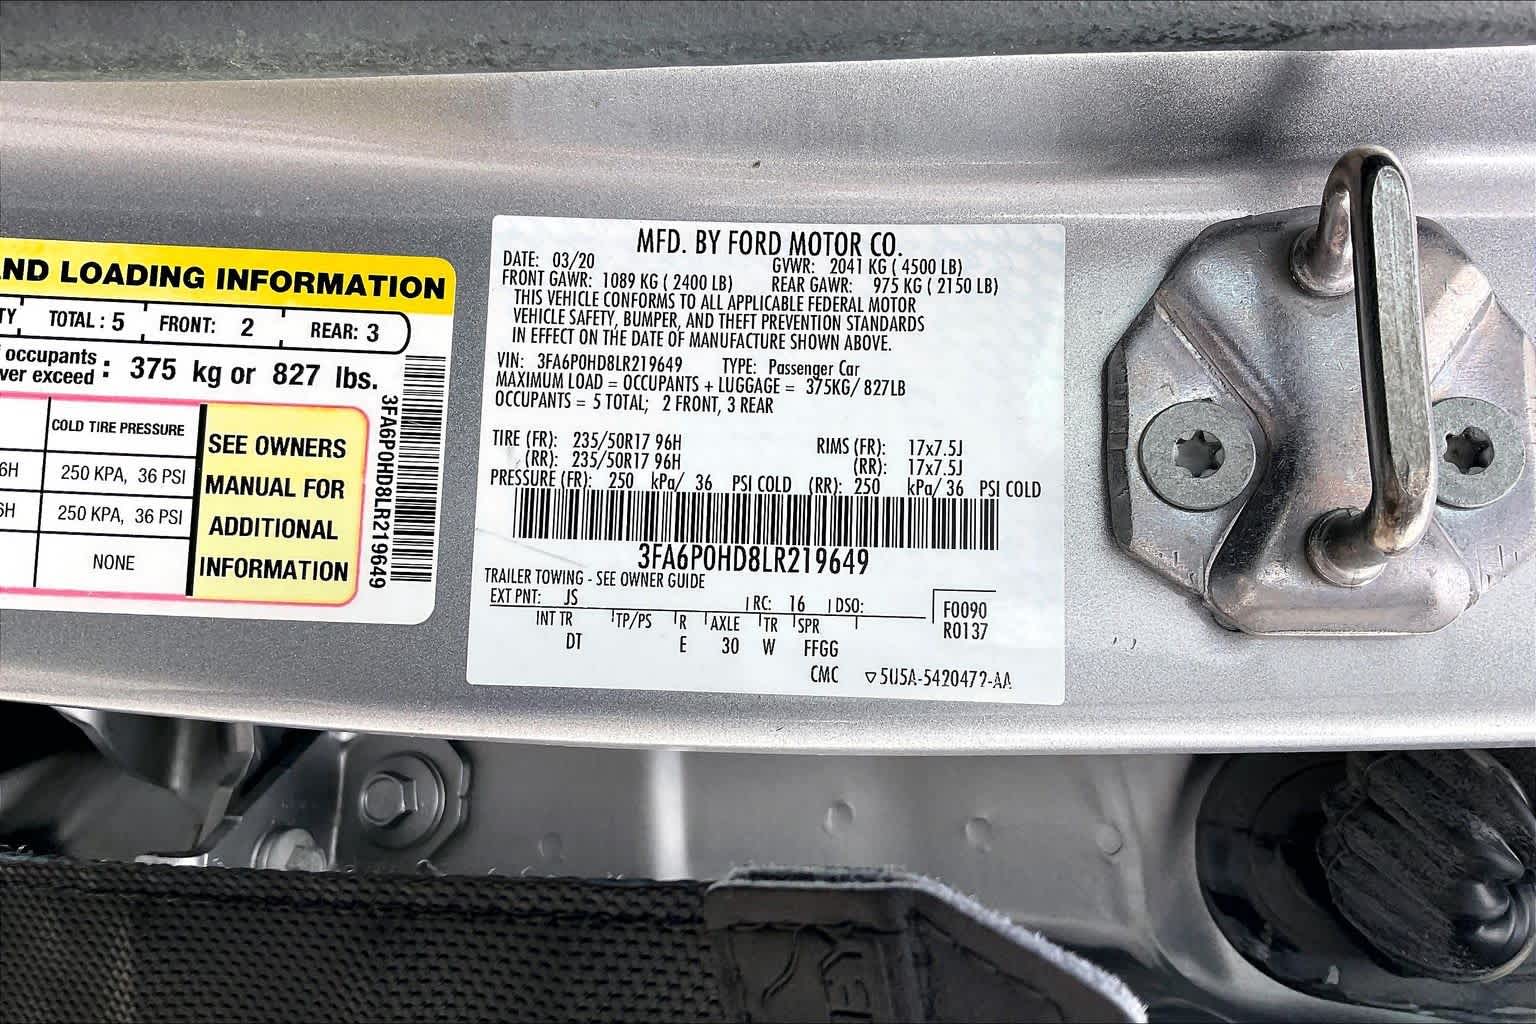 ND LOADING INFORMATION
TY TOTAL : 5 FRONT: 2 REAR: 3
occupants
ver exceed : 375 kg or 827 lbs.
COLD TIRE PRESSURE
6H 250 KPA, 36 PSI
6H 250 KPA, 36 PSI
NONE
SEE OWNERS
MANUAL FOR
ADDITIONAL
INFORMATION
3FA6P0HD8LR219649
MFD. BY FORD MOTOR CO.
DATE: 03/20 GVWR: 2041 KG ( 4500 LB)
FRONT GAWR: 1089 KG ( 2400 LB) REAR GAWR: 975 KG ( 2150 LB)
THIS VEHICLE CONFORMS TO ALL APPLICABLE FEDERAL MOTOR
VEHICLE SAFETY, BUMPER, AND THEFT PREVENTION STANDARDS
IN EFFECT ON THE DATE OF MANUFACTURE SHOWN ABOVE.
VIN: 3FA6P0HD8LR219649 TYPE: Passenger Car
MAXIMUM LOAD = OCCUPANTS + LUGGAGE = 375KG/ 827LB
OCCUPANTS = 5 TOTAL; 2 FRONT, 3 REAR
TIRE (FR): 235/50R17 96H RIMS (FR): 17x7.5J
(RR): 235/50R17 96H (RR): 17x7.5J
PRESSURE (FR): 250 kPa/ 36 PSI COLD (RR): 250 kPa/ 36 PSI COLD
3FA6P0HD8LR219649
TRAILER TOWING - SEE OWNER GUIDE
EXT PNT: JS RC: 16 DSO: F0090
INT TR TP/PS R AXLE TR SPR R0137
DT E 30 W FFGG
CMC ▽5U5A-5420472-AA